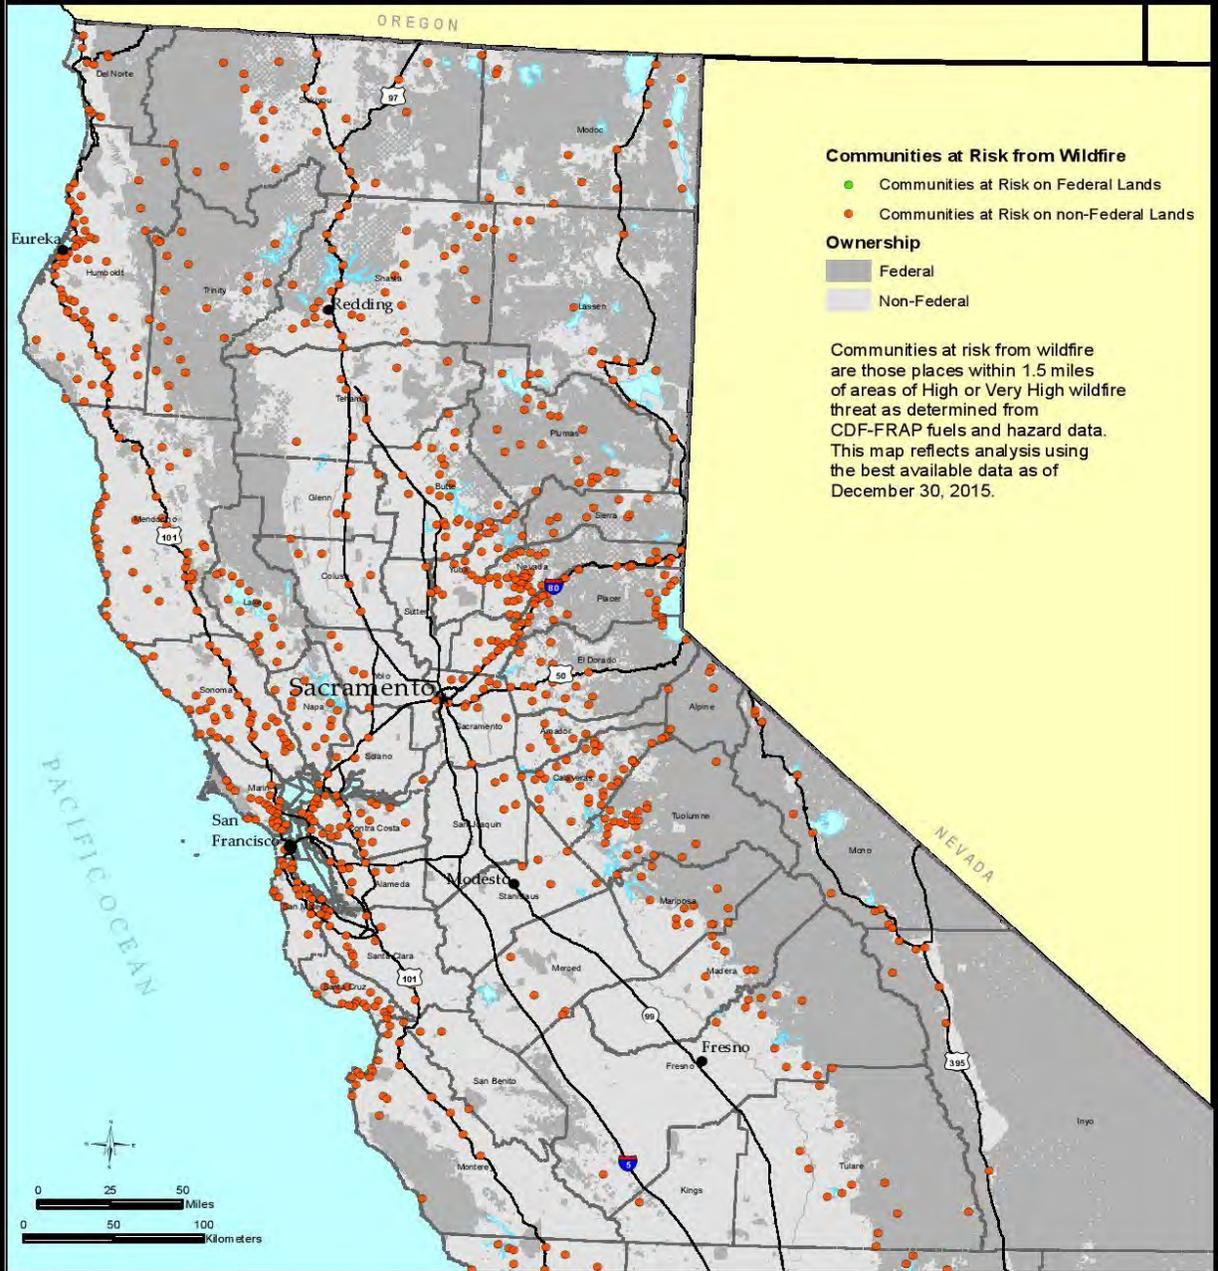 OREGON
Del Norte
Siskiyou
97
Modoc
Communities at Risk from Wildfire
Communities at Risk on Federal Lands
Communities at Risk on non-Federal Lands
Ownership
Federal
Non-Federal
Eureka
Humboldt
Trinity
Shasta
Redding
Lassen
Communities at risk from wildfire
are those places within 1.5 miles
of areas of High or Very High wildfire
threat as determined from
CDF-FRAP fuels and hazard data.
This map reflects analysis using
the best available data as of
December 30, 2015.
Tehama
Plumas
Butte
Glenn
Sierra
Mendocino
101
Nevada
Yuba
Colusa
80
Lake
Sutter
Placer
El Dorado
50
Yolo
Sacramento
Sonoma
Napa
Alpine
Sacramento
Amador
Solano
Calaveras
Marin
San
Francisco
Contra Costa
San Joaquin
Tuolumne
Mono
NEVADA
PACIFIC OCEAN
Alameda
Modesto
Stanislaus
San Mateo
Mariposa
Santa Clara
101
Merced
Madera
Santa Cruz
99
Fresno
Fresno
395
San Benito
Inyo
Monterey
5
Tulare
Kings
0 25 50
Miles
0 50 100
Kilometers